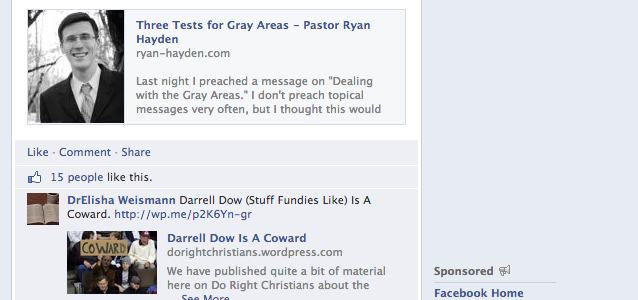 Three Tests for Gray Areas - Pastor Ryan
Hayden
ryan-hayden.com
Last night I preached a message on "Dealing
with the Gray Areas." I don't preach topical
messages very often, but I thought this would
Like · Comment · Share
15 people like this.
DrElisha Weismann Darrell Dow (Stuff Fundies Like) Is A
Coward. http://wp.me/p2K6Yn-gr
COWARD
Darrell Dow Is A Coward
dorightchristians.wordpress.com
We have published quite a bit of material
here on Do Right Christians about the
... See More
Sponsored
Facebook Home